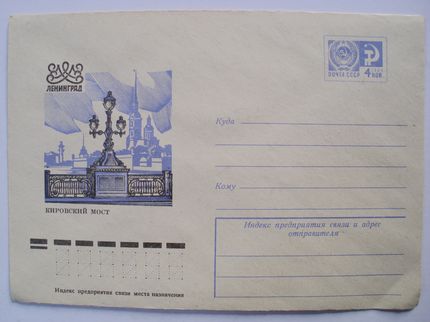 ЛЕНИНГРАД
КИРОВСКИЙ МОСТ
ПОЧТА СССР
4
КОП
Куда
Кому
Индекс предприятия связи и адрес
отправителя
Индекс предприятия связи места назначения